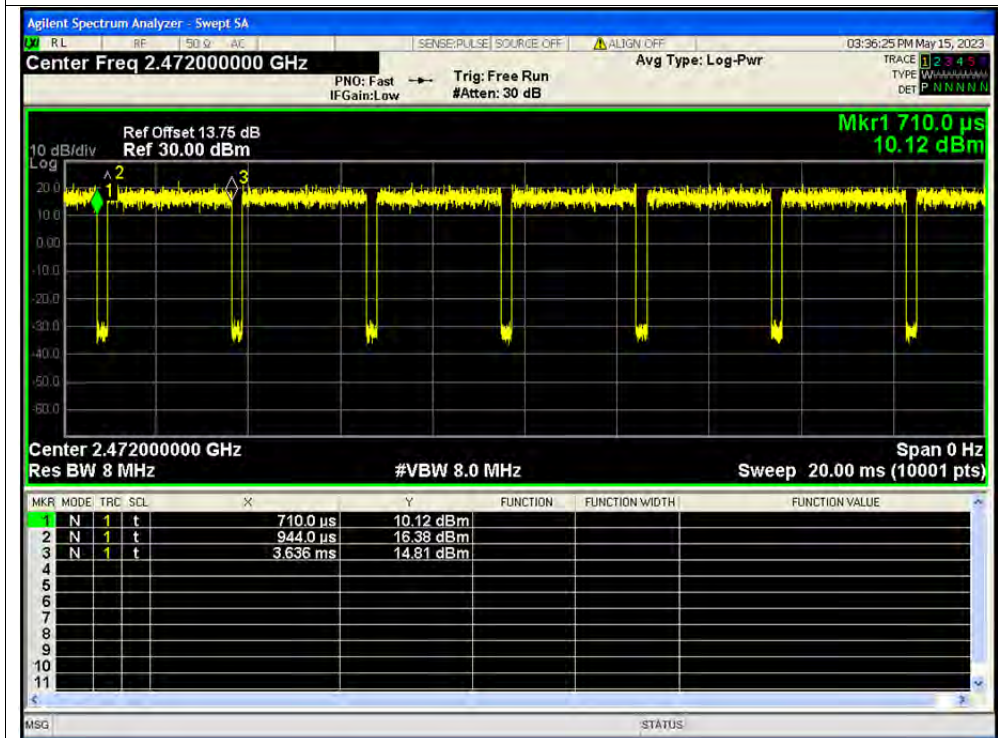 Agilent Spectrum Analyzer - Swept SA
LXI RL RF 50 Ω AC SENSE:PULSE SOURCE OFF ALIGN OFF 03:36:25 PM May 15, 2023
Center Freq 2.472000000 GHz Avg Type: Log-Pwr TRACE 1 2 3 4 5 6
PNO: Fast Trig: Free Run TYPE W
IFGain:Low #Atten: 30 dB DET P N N N N N
Mkr1 710.0 µs
Ref Offset 13.75 dB
10 dB/div Ref 30.00 dBm 10.12 dBm
Log
2 3
20.0 1
10.0
0.00
-10.0
-20.0
-30.0
-40.0
-50.0
-60.0
Center 2.472000000 GHz Span 0 Hz
Res BW 8 MHz #VBW 8.0 MHz Sweep 20.00 ms (10001 pts)
MKR MODE TRC SCL X Y FUNCTION FUNCTION WIDTH FUNCTION VALUE
1 N 1 t 710.0 µs 10.12 dBm
2 N 1 t 944.0 µs 16.38 dBm
3 N 1 t 3.636 ms 14.81 dBm
4
5
6
7
8
9
10
11
MSG STATUS